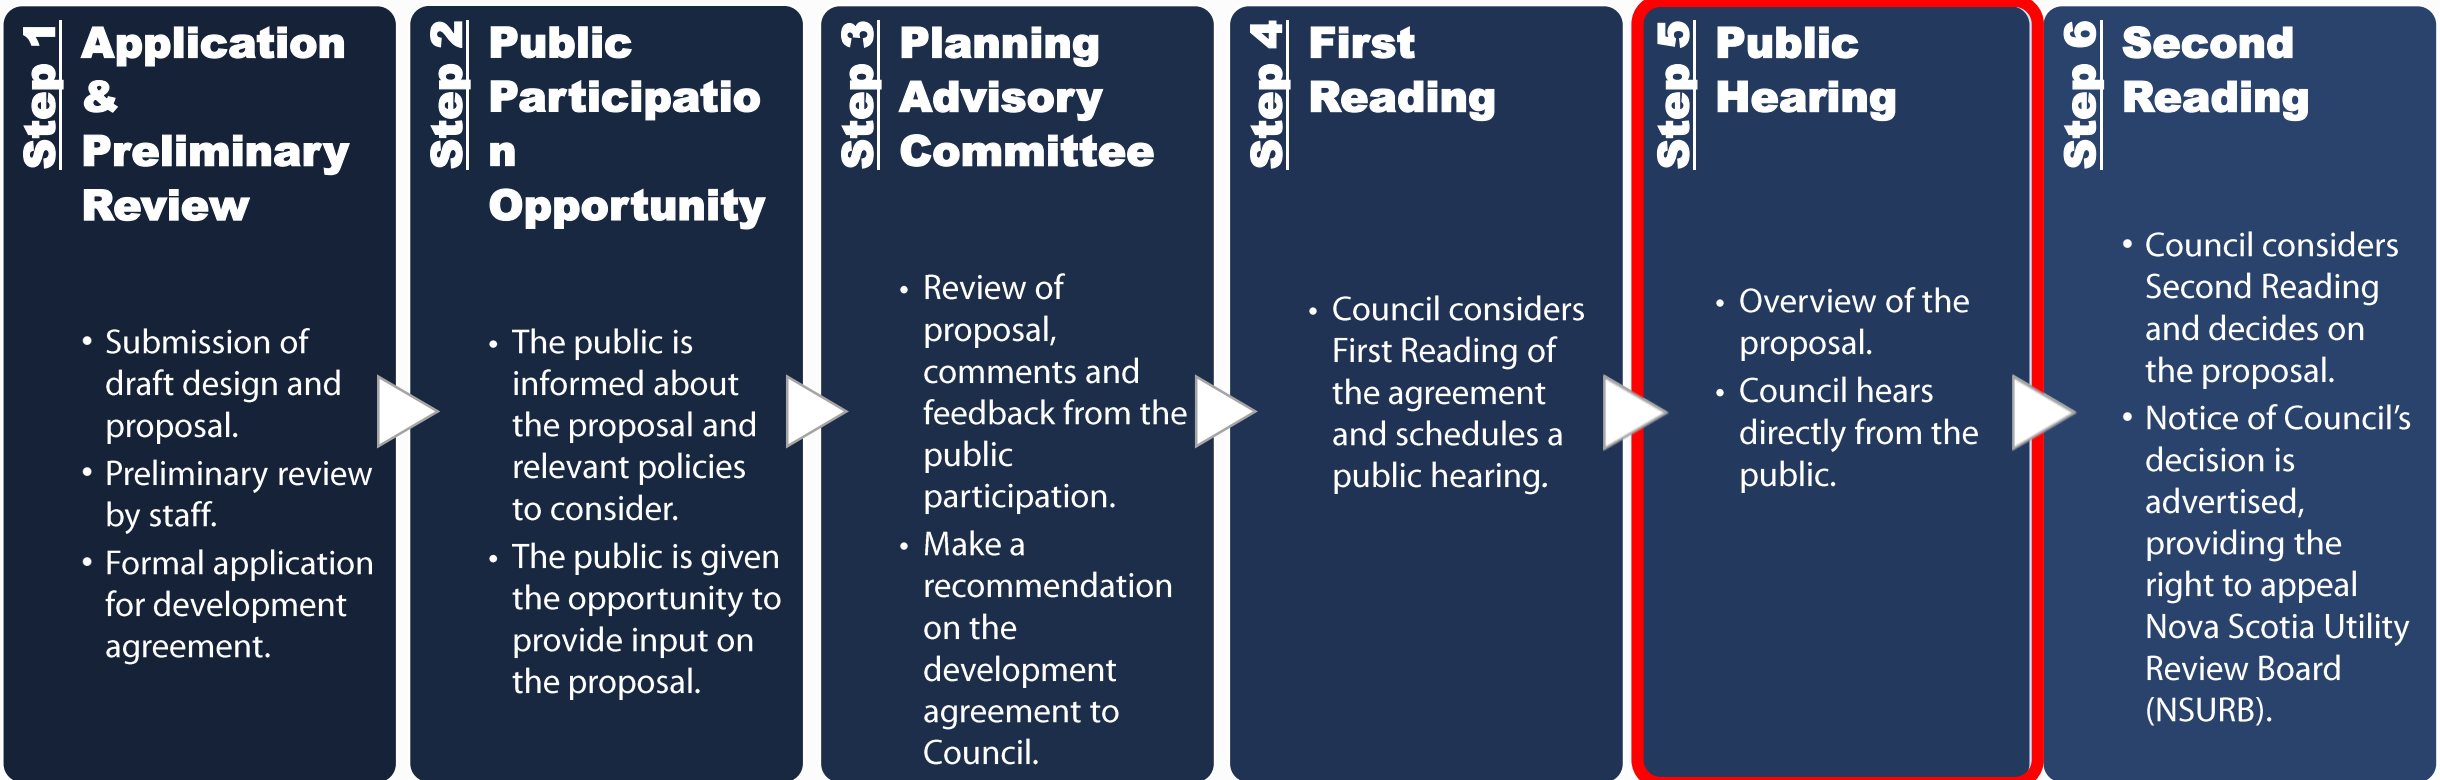 Step 1
Application
&
Preliminary
Review
• Submission of
draft design and
proposal.
• Preliminary review
by staff.
• Formal application
for development
agreement.
Step 2
Public
Participatio
n
Opportunity
• The public is
informed about
the proposal and
relevant policies
to consider.
• The public is given
the opportunity to
provide input on
the proposal.
Step 3
Planning
Advisory
Committee
• Review of
proposal,
comments and
feedback from the
public
participation.
• Make a
recommendation
on the
development
agreement to
Council.
Step 4
First
Reading
• Council considers
First Reading of
the agreement
and schedules a
public hearing.
Step 5
Public
Hearing
• Overview of the
proposal.
• Council hears
directly from the
public.
Step 6
Second
Reading
• Council considers
Second Reading
and decides on
the proposal.
• Notice of Council’s
decision is
advertised,
providing the
right to appeal
Nova Scotia Utility
Review Board
(NSURB).